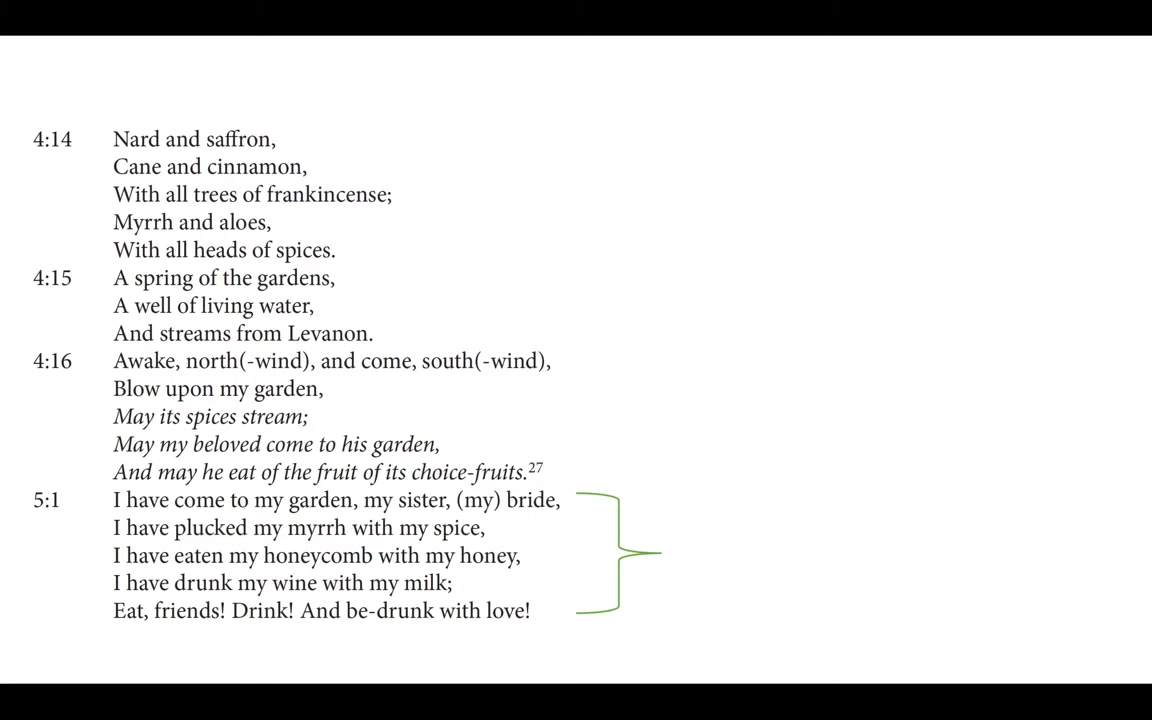 4:14 Nard and saffron,
Cane and cinnamon,
With all trees of frankincense;
Myrrh and aloes,
With all heads of spices.
4:15 A spring of the gardens,
A well of living water,
And streams from Levanon.
4:16 Awake, north(-wind), and come, south(-wind),
Blow upon my garden,
May its spices stream;
May my beloved come to his garden,
And may he eat of the fruit of its choice-fruits.27
5:1 I have come to my garden, my sister, (my) bride,
I have plucked my myrrh with my spice,
I have eaten my honeycomb with my honey,
I have drunk my wine with my milk;
Eat, friends! Drink! And be-drunk with love!